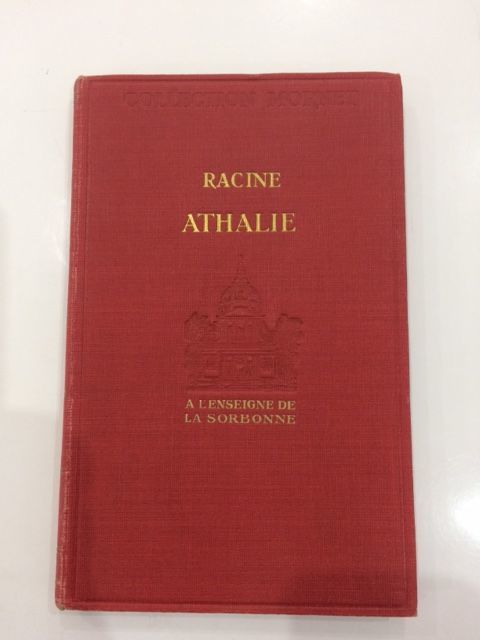 COLLECTION MORNET
RACINE
ATHALIE
A L'ENSEIGNE DE
LA SORBONNE